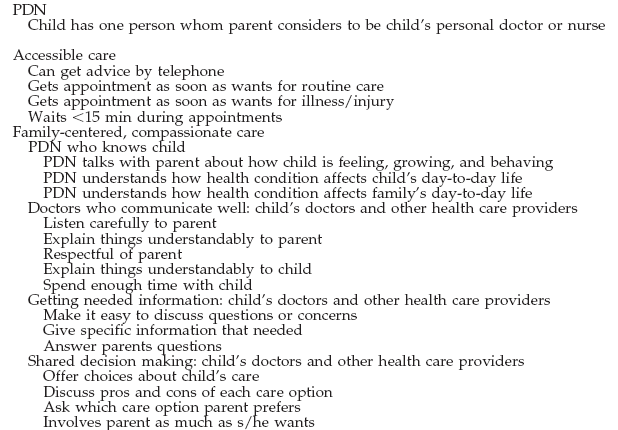 PDN
Child has one person whom parent considers to be child's personal doctor or nurse
Accessible care
Can get advice by telephone
Gets appointment as soon as wants for routine care
Gets appointment as soon as wants for illness/injury
Waits <15 min during appointments
Family-centered, compassionate care
PDN who knows child
PDN talks with parent about how child is feeling, growing, and behaving
PDN understands how health condition affects child's day-to-day life
PDN understands how health condition affects family's day-to-day life
Doctors who communicate well: child's doctors and other health care providers
Listen carefully to parent
Explain things understandably to parent
Respectful of parent
Explain things understandably to child
Spend enough time with child
Getting needed information: child's doctors and other health care providers
Make it easy to discuss questions or concerns
Give specific information that needed
Answer parents questions
Shared decision making: child's doctors and other health care providers
Offer choices about child's care
Discuss pros and cons of each care option
Ask which care option parent prefers
Involves parent as much as s/he wants